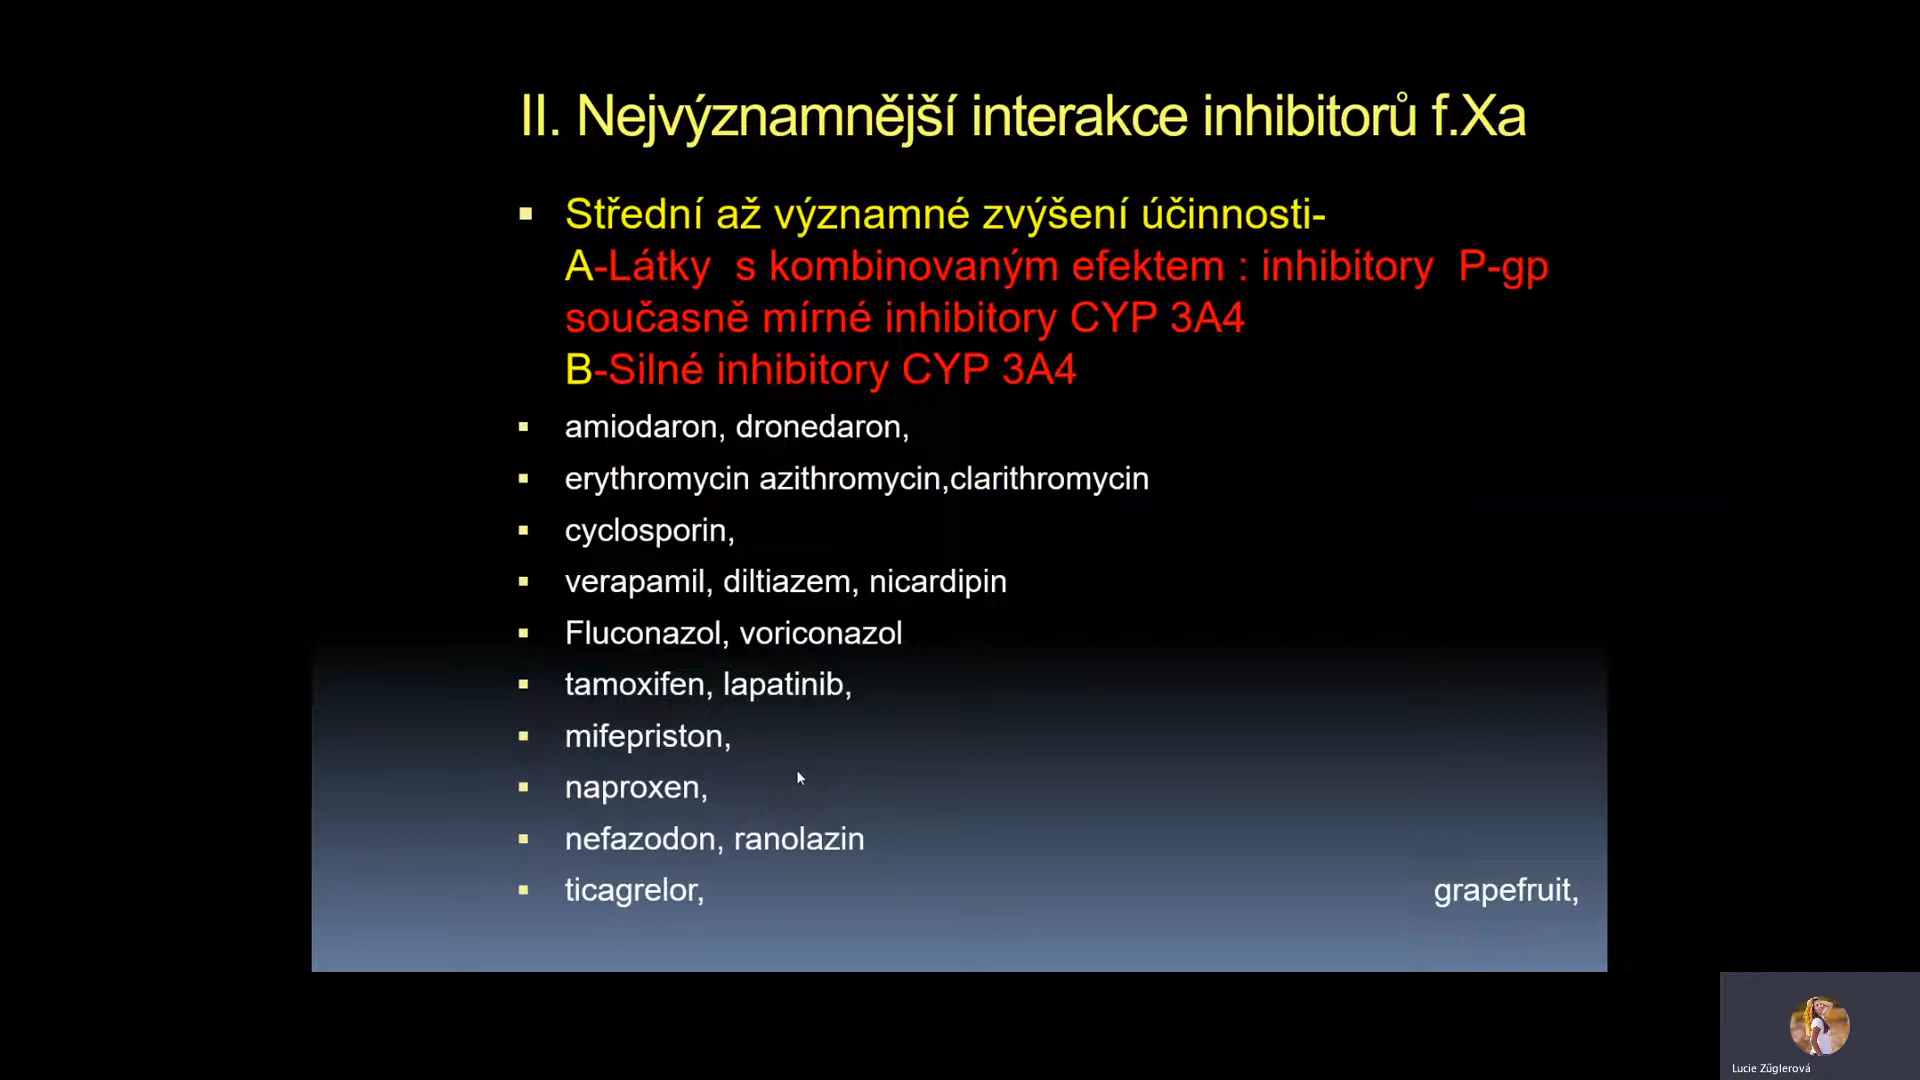 II. Nejvýznamnější interakce inhibitorů f.Xa
Střední až významné zvýšení účinnosti-
A-Látky s kombinovaným efektem : inhibitory P-gp
současně mírné inhibitory CYP 3A4
B-Silné inhibitory CYP 3A4
amiodaron, dronedaron,
erythromycin azithromycin,clarithromycin
cyclosporin,
verapamil, diltiazem, nicardipin
Fluconazol, voriconazol
tamoxifen, lapatinib,
mifepriston,
naproxen,
nefazodon, ranolazin
ticagrelor, grapefruit,
Lucie Züglerová